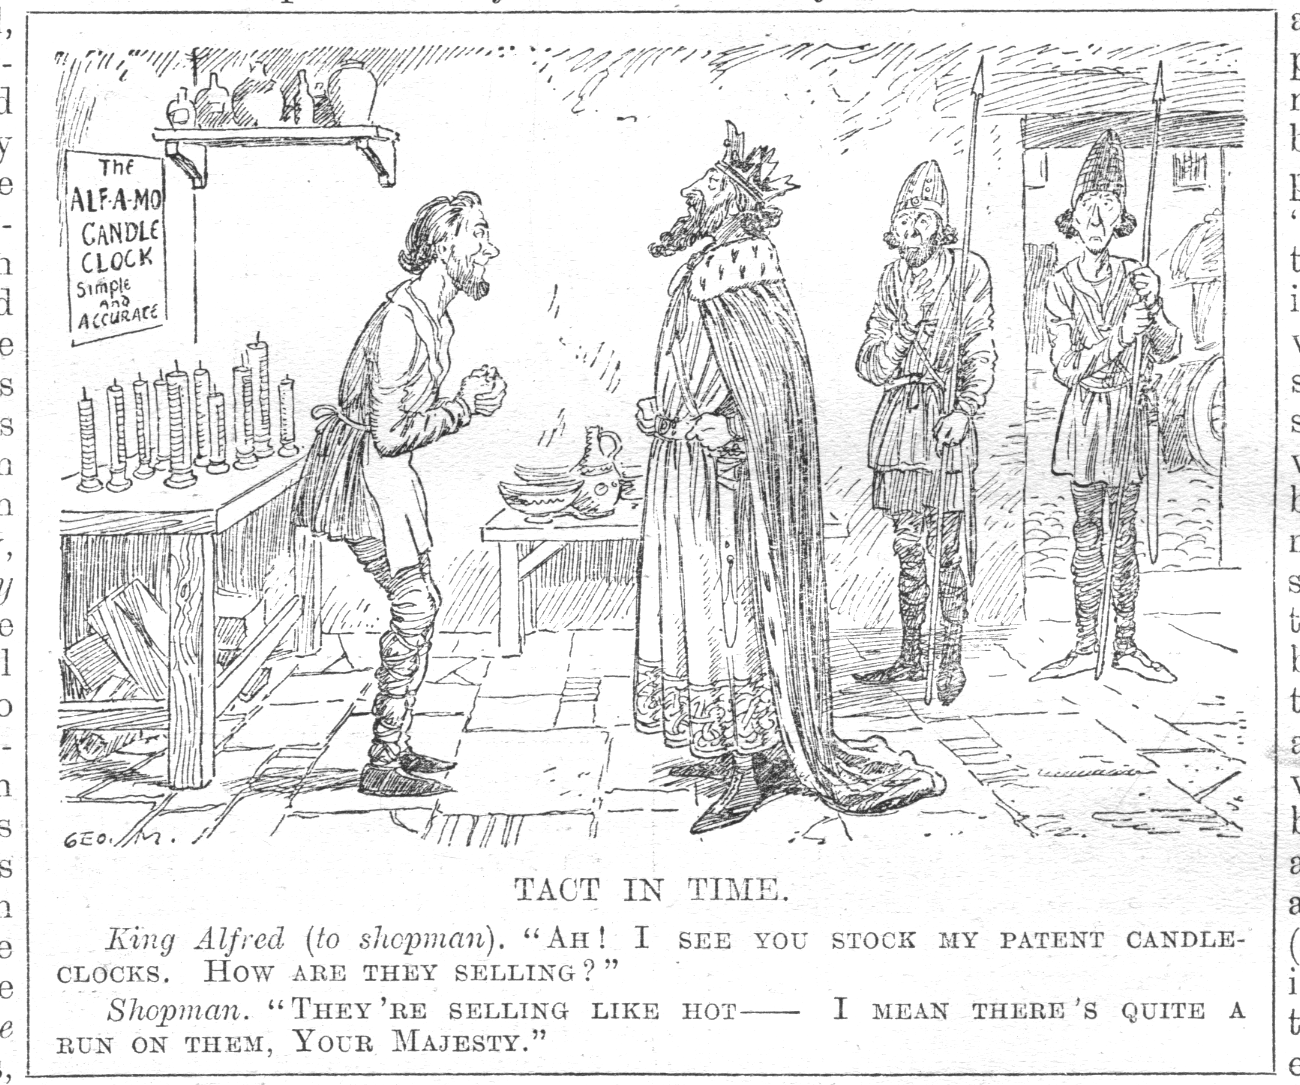 The
ALF-A-MO
CANDLE
CLOCK
Simple
AND
ACCURATE
GEO. M.
TACT IN TIME.
King Alfred (to shopman). "AH! I SEE YOU STOCK MY PATENT CANDLE-
CLOCKS. HOW ARE THEY SELLING?"
Shopman. "THEY'RE SELLING LIKE HOT—— I MEAN THERE'S QUITE A
RUN ON THEM, YOUR MAJESTY."